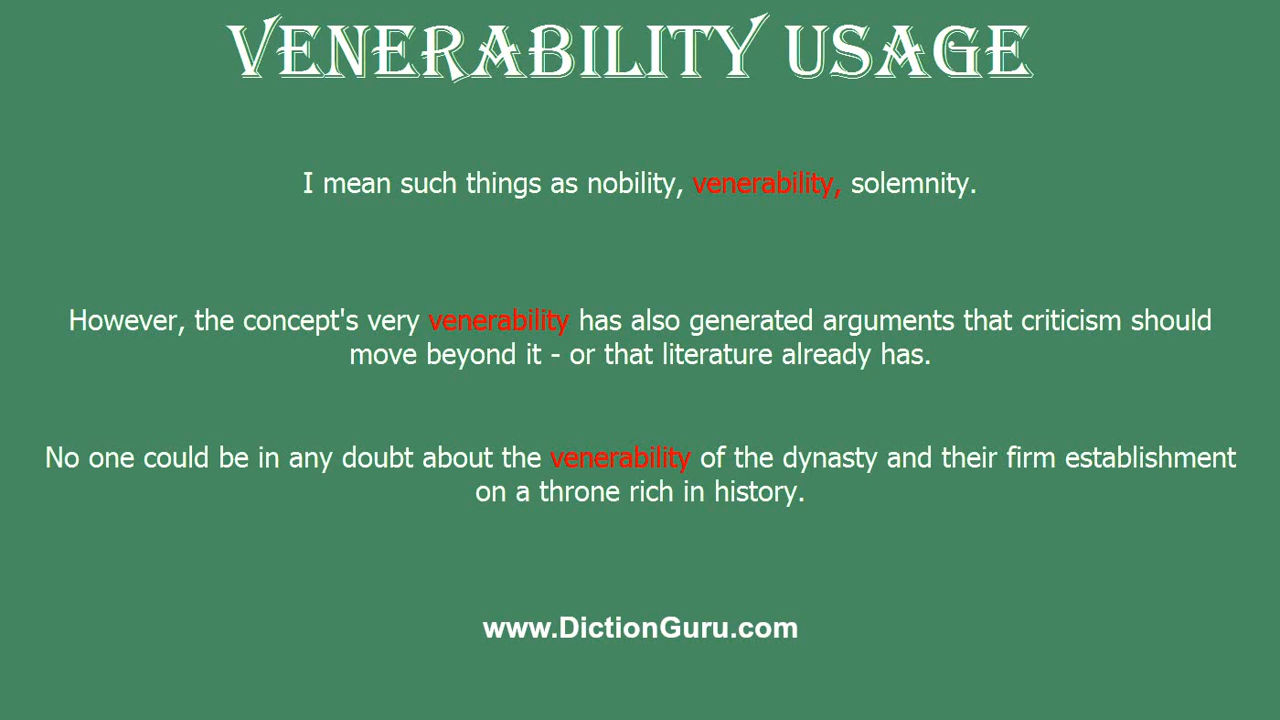 VENERABILITY USAGE
I mean such things as nobility, venerability, solemnity.
However, the concept's very venerability has also generated arguments that criticism should
move beyond it - or that literature already has.
No one could be in any doubt about the venerability of the dynasty and their firm establishment
on a throne rich in history.
www.DictionGuru.com